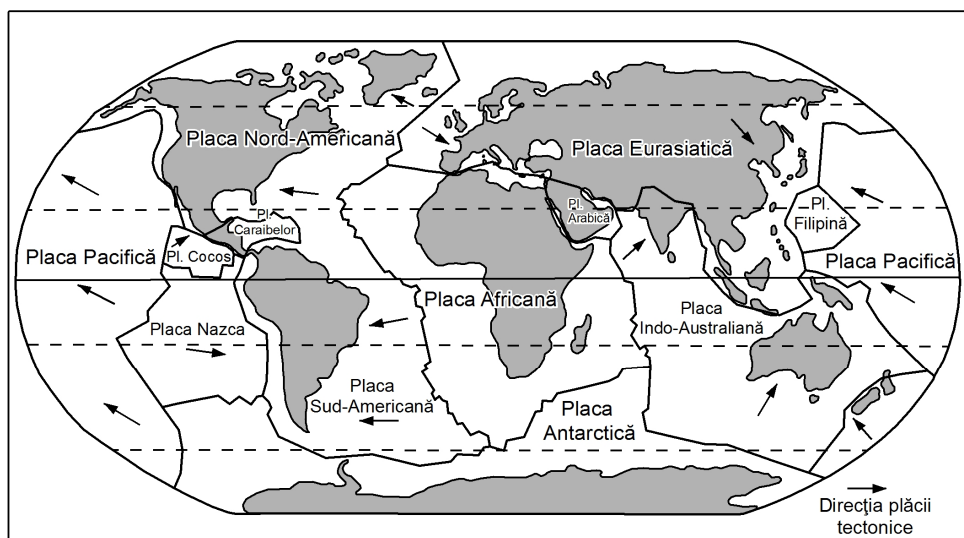 Placa Nord-Americană
Placa Eurasiatică
Pl.
Arabică
Pl.
Caraibelor
Pl.
Filipină
Placa Pacifică
Pl. Cocos
Placa Pacifică
Placa Africană
Placa
Indo-Australiană
Placa Nazca
Placa
Sud-Americană
Placa
Antarctică
Direcţia plăcii
tectonice